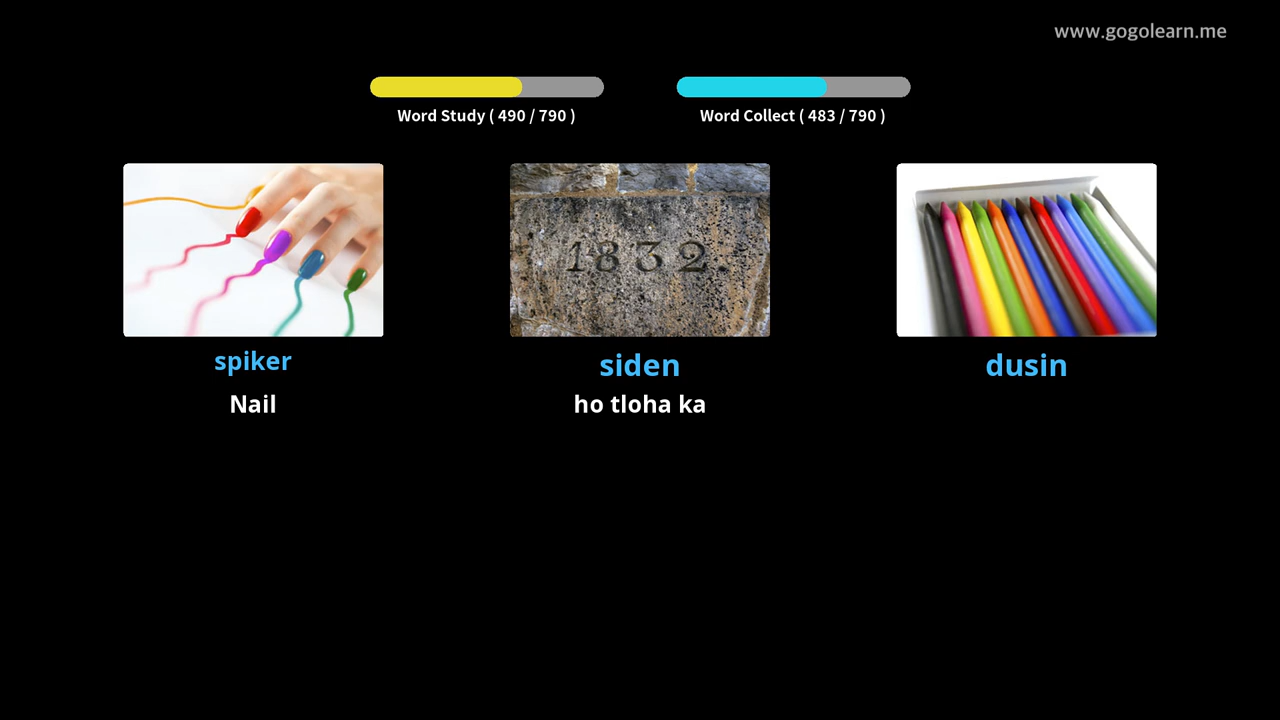 www.gogolearn.me
Word Study ( 490 / 790 )
Word Collect ( 483 / 790 )
1832.
spiker
siden
dusin
Nail
ho tloha ka